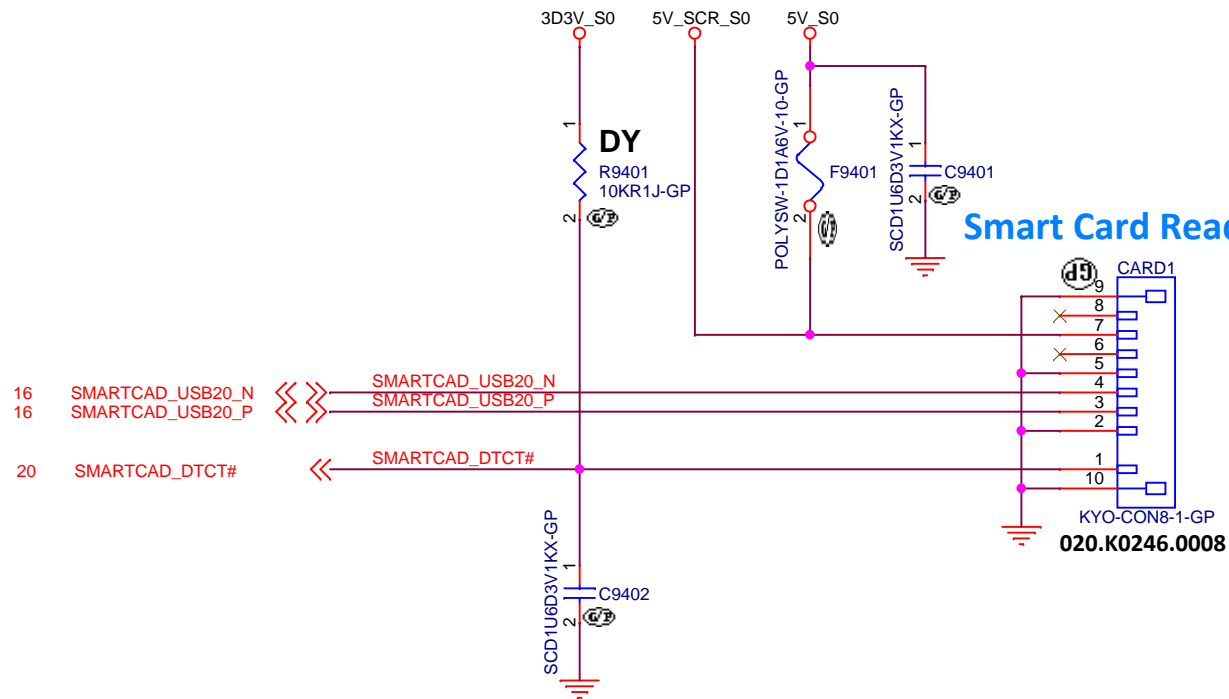 3D3V_S0
5V_SCR_S0
5V_S0
1
DY
R9401
10KR1J-GP
2
G/P
POLYSW-1D1A6V-10-GP
1
F9401
2
G/P
SCD1U6D3V1KX-GP
1
C9401
2
G/P
Smart Card Rea
GP
CARD1
9
8
7
6
5
4
3
2
1
10
KYO-CON8-1-GP
020.K0246.0008
16 SMARTCAD_USB20_N
SMARTCAD_USB20_N
16 SMARTCAD_USB20_P
SMARTCAD_USB20_P
20 SMARTCAD_DTCT#
SMARTCAD_DTCT#
SCD1U6D3V1KX-GP
1
C9402
2
G/P